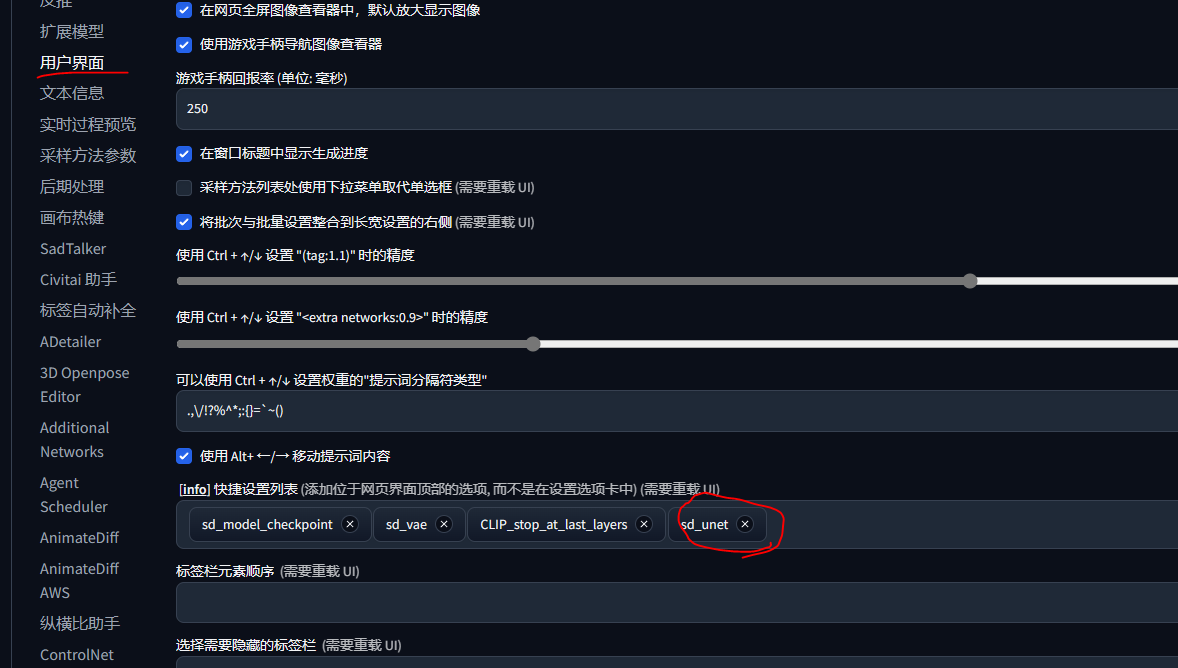 反推
扩展模型
用户界面
文本信息
实时过程预览
采样方法参数
后期处理
画布热键
SadTalker
Civitai 助手
标签自动补全
ADetailer
3D Openpose
Editor
Additional
Networks
Agent
Scheduler
AnimateDiff
AnimateDiff
AWS
纵横比助手
ControlNet
在网页全屏图像查看器中，默认放大显示图像
使用游戏手柄导航图像查看器
游戏手柄回报率 (单位: 毫秒)
250
在窗口标题中显示生成进度
采样方法列表处使用下拉菜单取代单选框 (需要重载 UI)
将批次与批量设置整合到长宽设置的右侧 (需要重载 UI)
使用 Ctrl + ↑/↓ 设置 "(tag:1.1)" 时的精度
使用 Ctrl + ↑/↓ 设置 "<extra networks:0.9>" 时的精度
可以使用 Ctrl + ↑/↓ 设置权重的"提示词分隔符类型"
.,\/!?%^*;:{}=`~()
使用 Alt+ ←/→ 移动提示词内容
[info] 快捷设置列表 (添加位于网页界面顶部的选项, 而不是在设置选项卡中) (需要重载 UI)
sd_model_checkpoint × sd_vae × CLIP_stop_at_last_layers × sd_unet ×
标签栏元素顺序 (需要重载 UI)
选择需要隐藏的标签栏 (需要重载 UI)